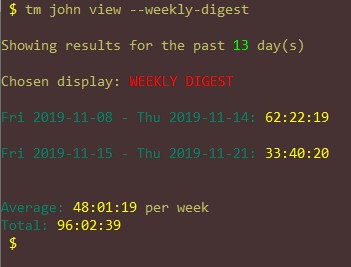 $ tm john view --weekly-digest
Showing results for the past 13 day(s)
Chosen display: WEEKLY DIGEST
Fri 2019-11-08 - Thu 2019-11-14: 62:22:19
Fri 2019-11-15 - Thu 2019-11-21: 33:40:20
Average: 48:01:19 per week
Total: 96:02:39
$